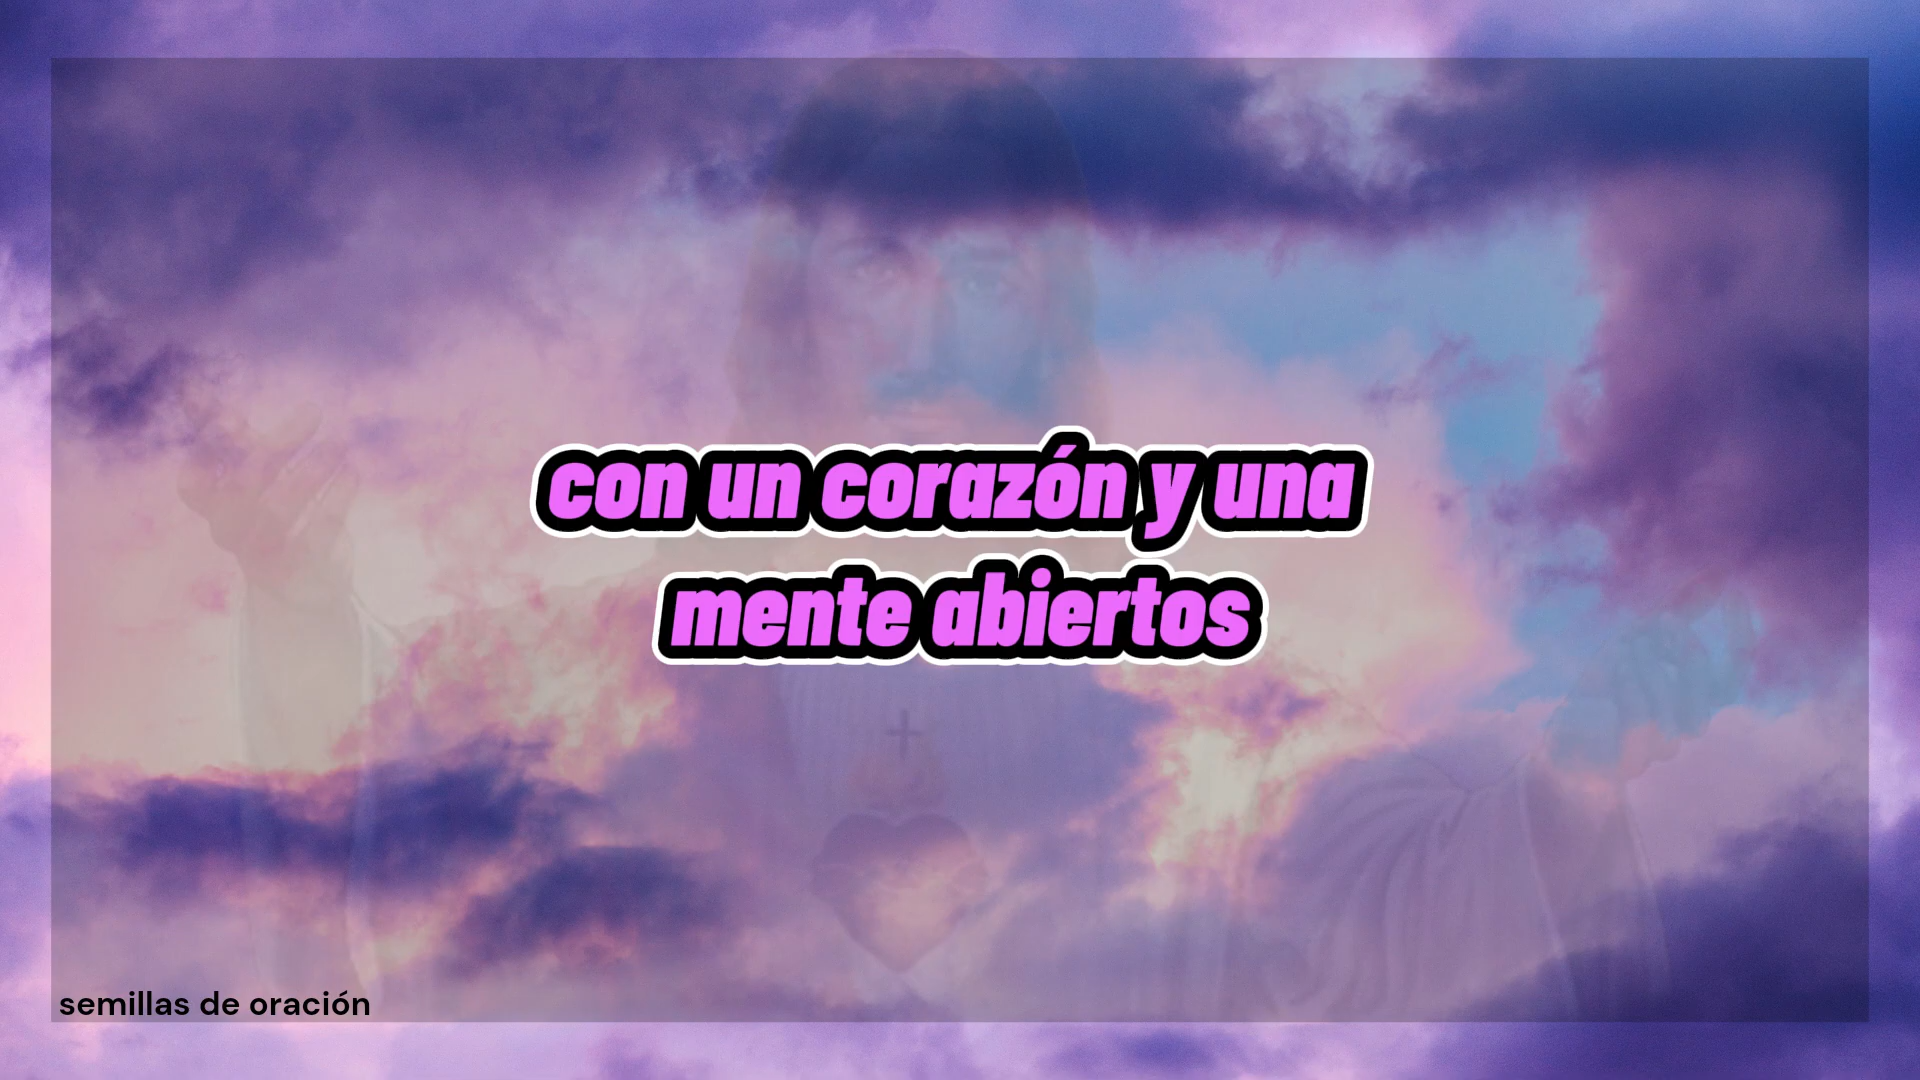 con un corazón y una
mente abiertos
semillas de oración